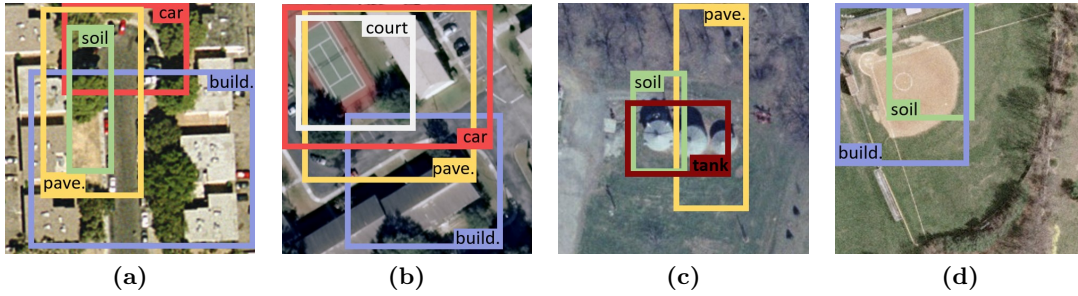 car
soil
build.
pave.
court
car
pave.
build.
pave.
soil
tank
soil
build.
(a)
(b)
(c)
(d)